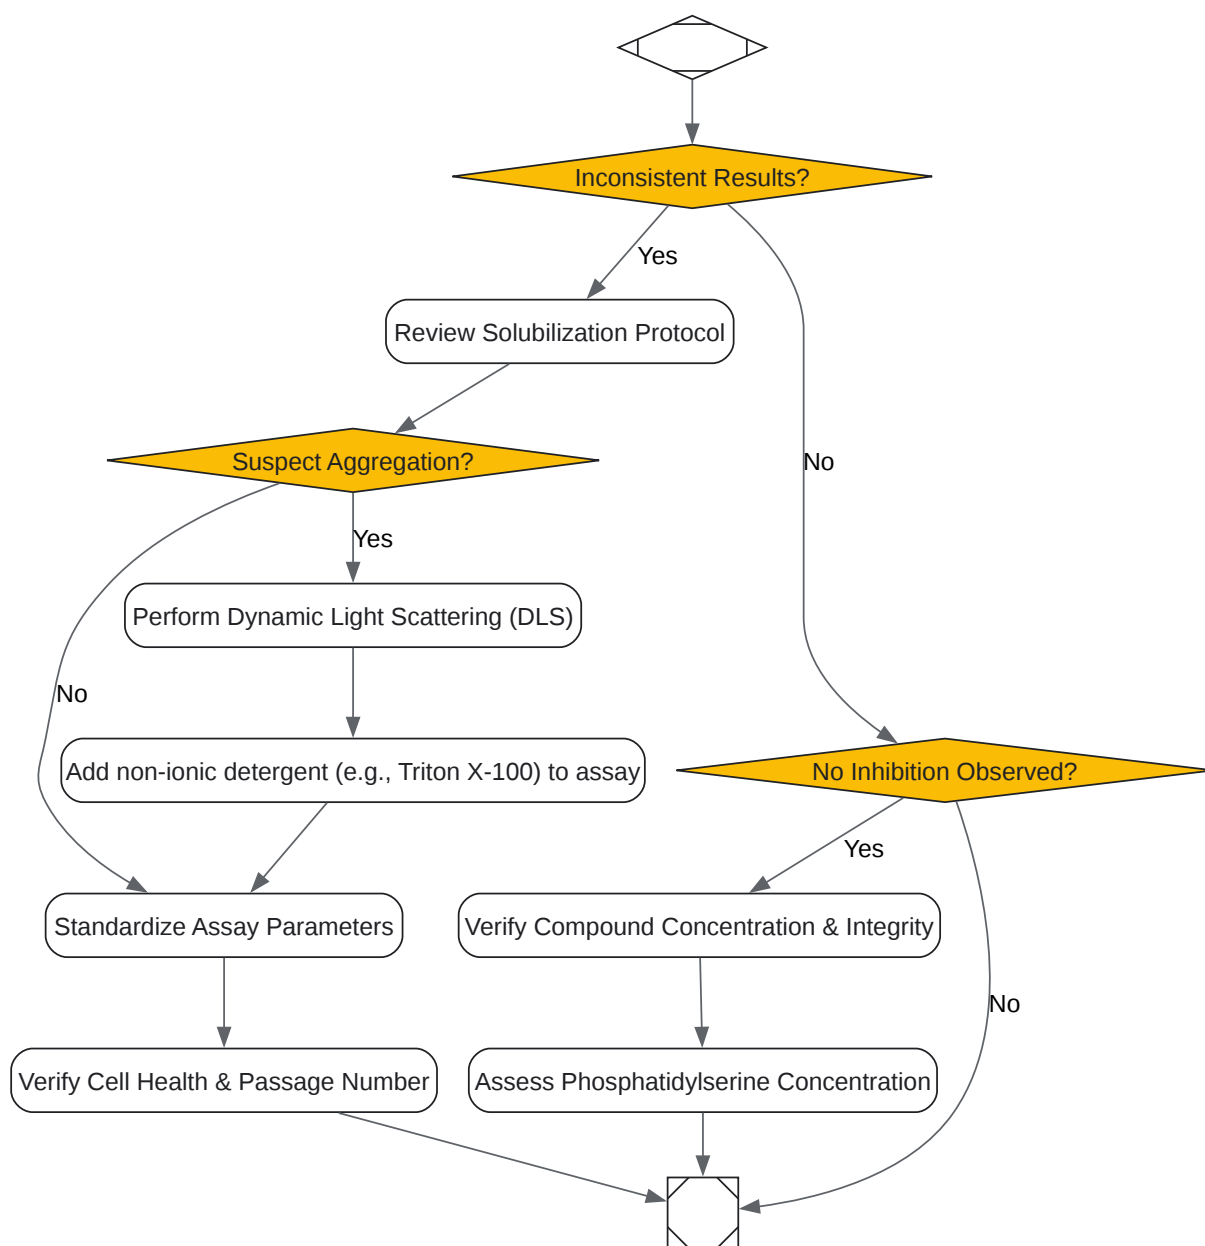 Inconsistent Results?
Yes
Review Solubilization Protocol
Suspect Aggregation?
No
Yes
Perform Dynamic Light Scattering (DLS)
No
Add non-ionic detergent (e.g., Triton X-100) to assay
No Inhibition Observed?
Yes
Standardize Assay Parameters
Verify Compound Concentration & Integrity
No
Verify Cell Health & Passage Number
Assess Phosphatidylserine Concentration